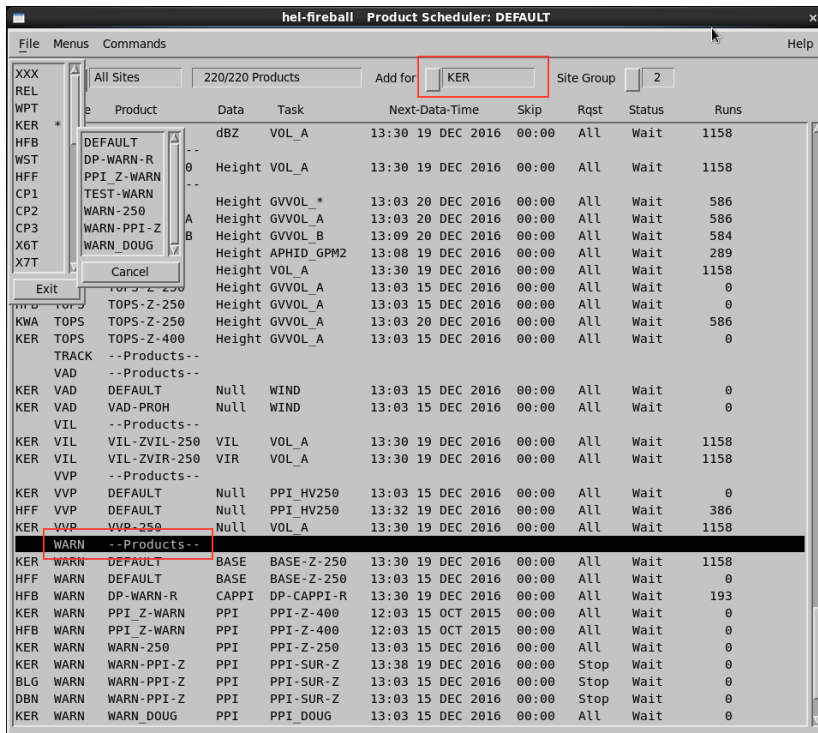 hel-fireball Product Scheduler: DEFAULT
File Menus Commands Help
All Sites 220/220 Products Add for KER Site Group 2
e Product Data Task Next-Data-Time Skip Rqst Status Runs
XXX
REL
WPT
KER *
HFB
WST
HFF
CP1
CP2
CP3
X6T
X7T
Exit
DEFAULT
DP-WARN-R
PPI_Z-WARN
TEST-WARN
WARN-250
WARN-PPI-Z
WARN_DOUG
Cancel
dBZ VOL_A 13:30 19 DEC 2016 00:00 All Wait 1158
--
0 Height VOL_A 13:30 19 DEC 2016 00:00 All Wait 1158
--
Height GVVOL_* 13:03 20 DEC 2016 00:00 All Wait 586
A Height GVVOL_A 13:03 20 DEC 2016 00:00 All Wait 586
B Height GVVOL_B 13:09 20 DEC 2016 00:00 All Wait 584
Height APHID_GPM2 13:08 19 DEC 2016 00:00 All Wait 289
Height VOL_A 13:30 19 DEC 2016 00:00 All Wait 1158
TOPS-Z-250 Height GVVOL_A 13:03 15 DEC 2016 00:00 All Wait 0
HFB TOPS TOPS-Z-250 Height GVVOL_A 13:03 15 DEC 2016 00:00 All Wait 0
KWA TOPS TOPS-Z-250 Height GVVOL_A 13:03 20 DEC 2016 00:00 All Wait 586
KER TOPS TOPS-Z-400 Height GVVOL_A 13:03 15 DEC 2016 00:00 All Wait 0
TRACK --Products--
VAD --Products--
KER VAD DEFAULT Null WIND 13:03 15 DEC 2016 00:00 All Wait 0
KER VAD VAD-PROH Null WIND 13:03 15 DEC 2016 00:00 All Wait 0
VIL --Products--
KER VIL VIL-ZVIL-250 VIL VOL_A 13:30 19 DEC 2016 00:00 All Wait 1158
KER VIL VIL-ZVIR-250 VIR VOL_A 13:30 19 DEC 2016 00:00 All Wait 1158
VVP --Products--
KER VVP DEFAULT Null PPI_HV250 13:03 15 DEC 2016 00:00 All Wait 0
HFF VVP DEFAULT Null PPI_HV250 13:32 19 DEC 2016 00:00 All Wait 386
KER VVP VVP-250 Null VOL_A 13:30 19 DEC 2016 00:00 All Wait 1158
WARN --Products--
KER WARN DEFAULT BASE BASE-Z-250 13:30 19 DEC 2016 00:00 All Wait 1158
HFF WARN DEFAULT BASE BASE-Z-250 13:03 15 DEC 2016 00:00 All Wait 0
HFB WARN DP-WARN-R CAPPI DP-CAPPI-R 13:30 19 DEC 2016 00:00 All Wait 193
KER WARN PPI_Z-WARN PPI PPI-Z-400 12:03 15 OCT 2015 00:00 All Wait 0
HFB WARN PPI_Z-WARN PPI PPI-Z-400 12:03 15 OCT 2015 00:00 All Wait 0
KER WARN WARN-250 PPI PPI-Z-250 13:03 15 DEC 2016 00:00 All Wait 0
KER WARN WARN-PPI-Z PPI PPI-SUR-Z 13:38 19 DEC 2016 00:00 Stop Wait 0
BLG WARN WARN-PPI-Z PPI PPI-SUR-Z 13:03 15 DEC 2016 00:00 Stop Wait 0
DBN WARN WARN-PPI-Z PPI PPI-SUR-Z 13:03 15 DEC 2016 00:00 Stop Wait 0
KER WARN WARN_DOUG PPI PPI_DOUG 13:03 15 DEC 2016 00:00 All Wait 0